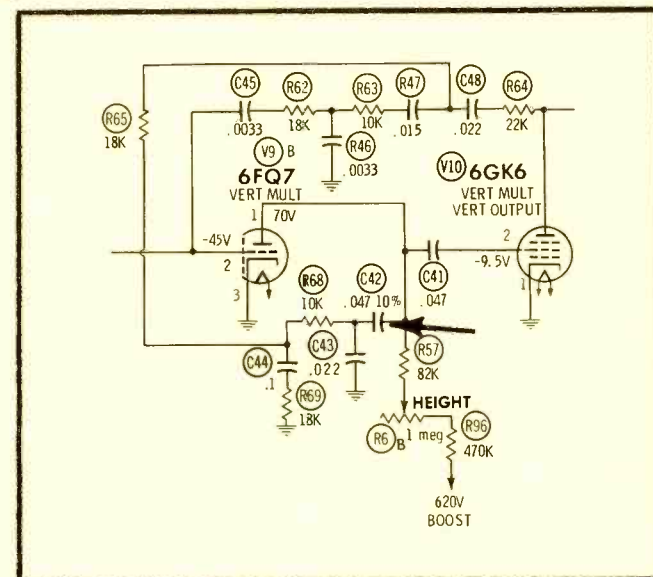 C45
R62
R63
R47
C48
R64
R65
18K
.0033
18K
10K
.015
.022
22K
V9 B
R46
.0033
6FQ7
VERT MULT
V10 6GK6
VERT MULT
VERT OUTPUT
1 70V
-45V
2
3
2
-9.5V
1
R68
10K
C42
.047 10%
C41
.047
C43
.022
R57
82K
C44
.1
R69
18K
HEIGHT
R6 B
1 meg
R96
470K
620V
BOOST